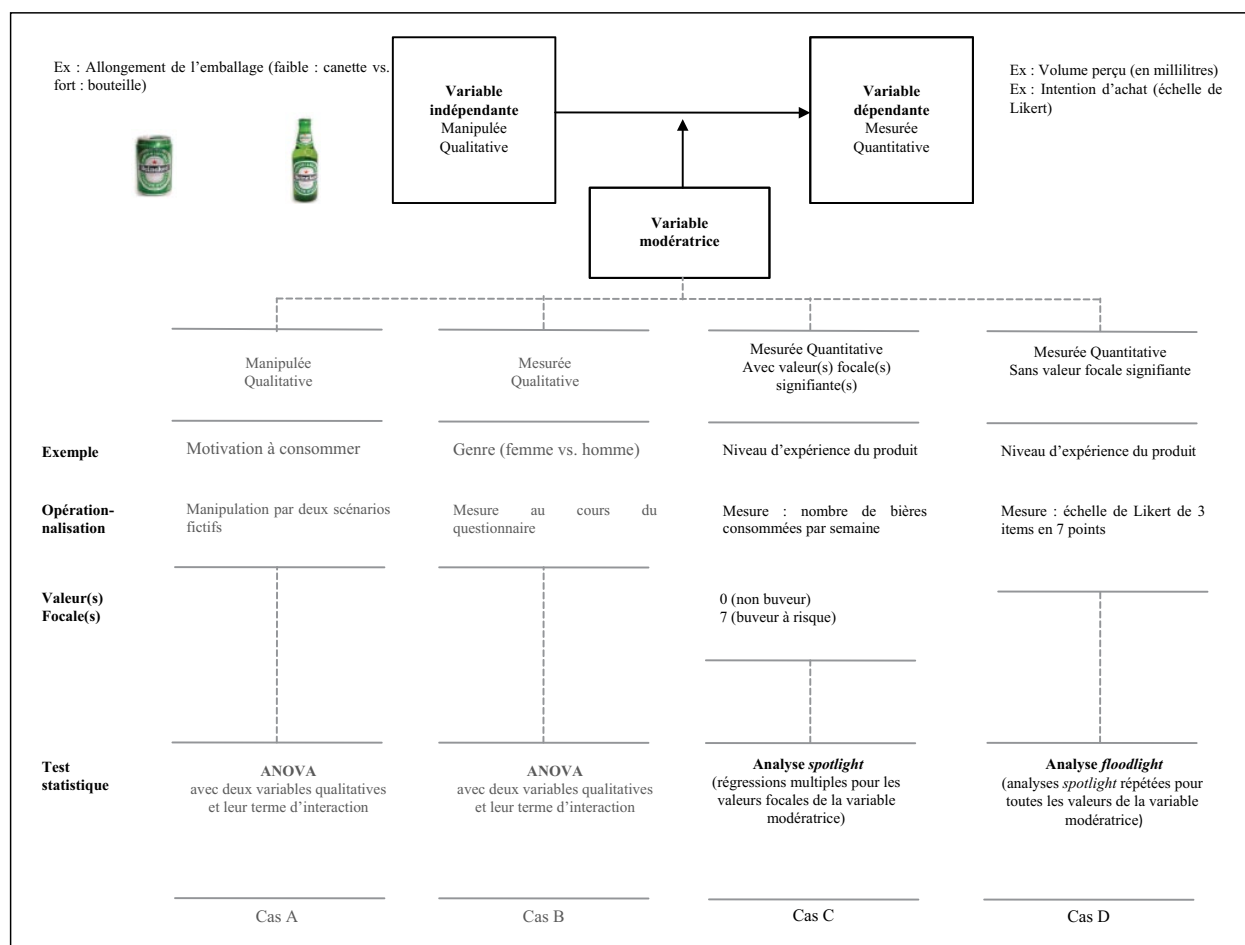 Ex : Allongement de l'emballage (faible : canette vs.
fort : bouteille)
Variable
indépendante
Manipulée
Qualitative
Variable
dépendante
Mesurée
Quantitative
Ex : Volume perçu (en millilitres)
Ex : Intention d'achat (échelle de
Likert)
Heineken
Variable
modératrice
Manipulée
Qualitative
Mesurée
Qualitative
Mesurée Quantitative
Avec valeur(s) focale(s)
signifiante(s)
Mesurée Quantitative
Sans valeur focale signifiante
Exemple
Motivation à consommer
Genre (femme vs. homme)
Niveau d'expérience du produit
Niveau d'expérience du produit
Opération-
nalisation
Manipulation par deux scénarios
fictifs
Mesure au cours du
questionnaire
Mesure : nombre de bières
consommées par semaine
Mesure : échelle de Likert de 3
items en 7 points
Valeur(s)
Focale(s)
0 (non buveur)
7 (buveur à risque)
Test
statistique
ANOVA
avec deux variables qualitatives
et leur terme d'interaction
ANOVA
avec deux variables qualitatives
et leur terme d'interaction
Analyse spotlight
(régressions multiples pour les
valeurs focales de la variable
modératrice)
Analyse floodlight
(analyses spotlight répétées pour
toutes les valeurs de la variable
modératrice)
Cas A
Cas B
Cas C
Cas D